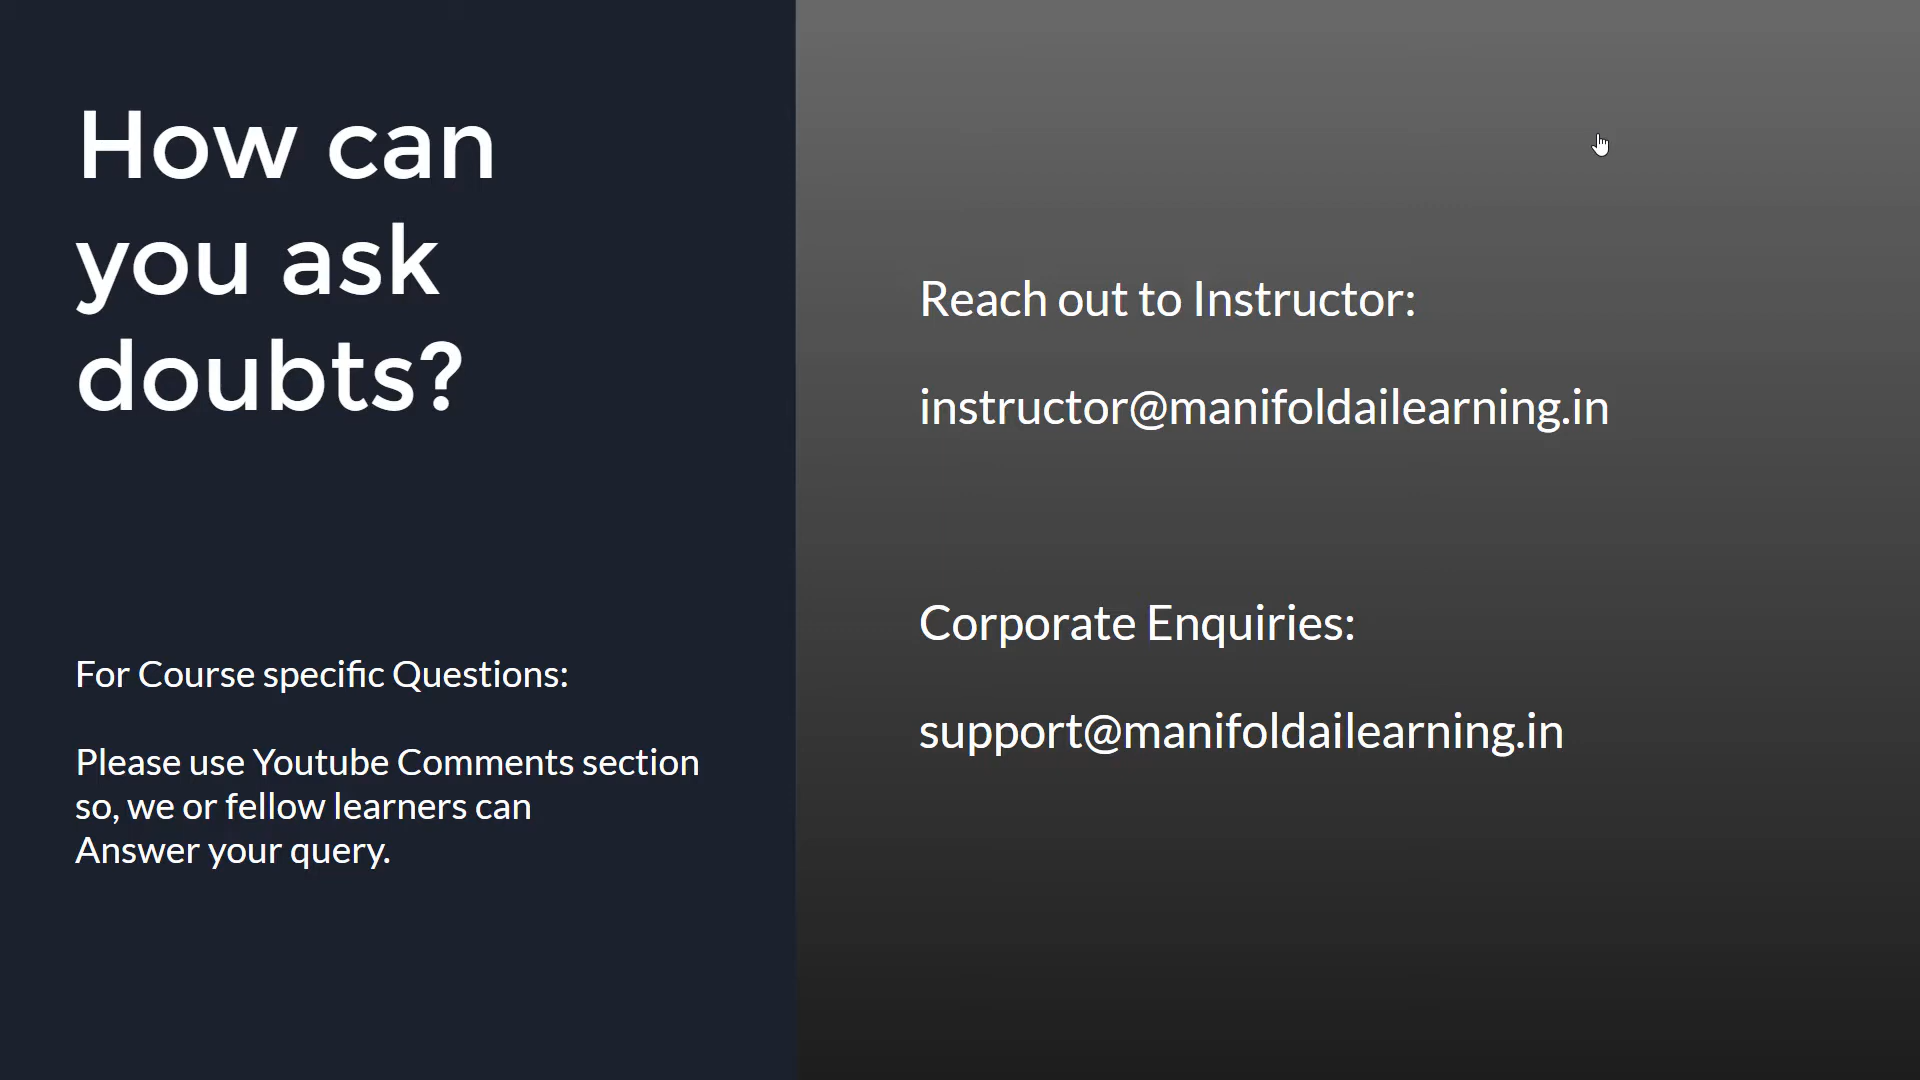 How can
you ask
doubts?
For Course specific Questions:
Please use Youtube Comments section
so, we or fellow learners can
Answer your query.
Reach out to Instructor:
instructor@manifoldailearning.in
Corporate Enquiries:
support@manifoldailearning.in